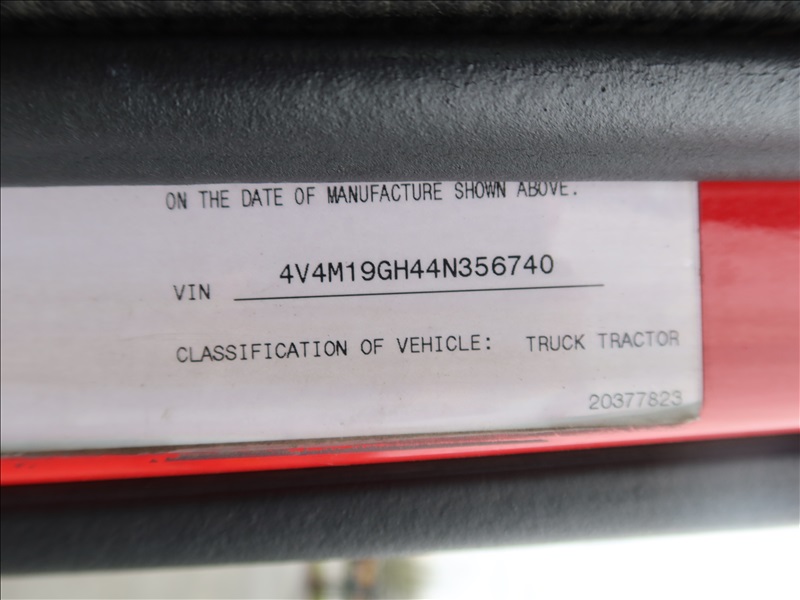 ON THE DATE OF MANUFACTURE SHOWN ABOVE.
VIN 4V4M19GH44N356740
CLASSIFICATION OF VEHICLE: TRUCK TRACTOR
20377823